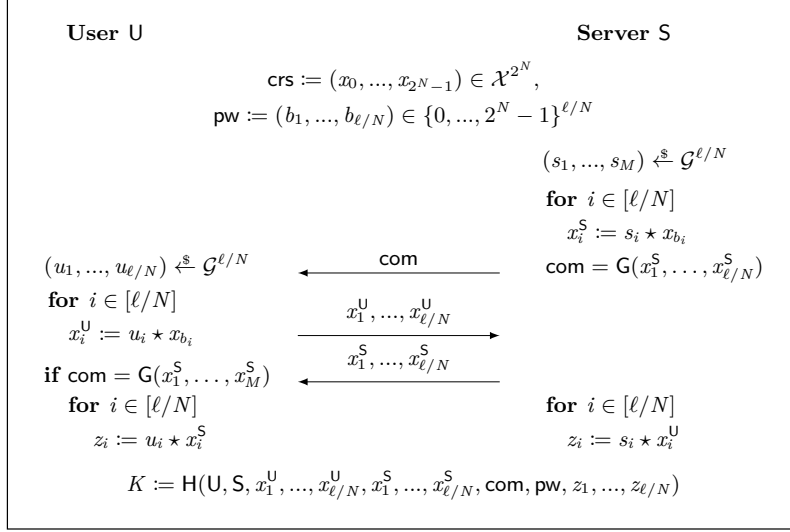 User U Server S
crs := (x_0, ..., x_{2^N−1}) ∈ 𝒳^{2^N},
pw := (b_1, ..., b_{ℓ/N}) ∈ {0, ..., 2^N − 1}^{ℓ/N}
(s_1, ..., s_M) ←$ 𝒢^{ℓ/N}
for i ∈ [ℓ/N]
x_i^S := s_i ⋆ x_{b_i}
(u_1, ..., u_{ℓ/N}) ←$ 𝒢^{ℓ/N} com com = G(x_1^S, . . . , x_{ℓ/N}^S)
for i ∈ [ℓ/N] x_1^U, ..., x_{ℓ/N}^U
x_i^U := u_i ⋆ x_{b_i}
if com = G(x_1^S, . . . , x_M^S) x_1^S, ..., x_{ℓ/N}^S
for i ∈ [ℓ/N] for i ∈ [ℓ/N]
z_i := u_i ⋆ x_i^S z_i := s_i ⋆ x_i^U
K := H(U, S, x_1^U, ..., x_{ℓ/N}^U, x_1^S, ..., x_{ℓ/N}^S, com, pw, z_1, ..., z_{ℓ/N})